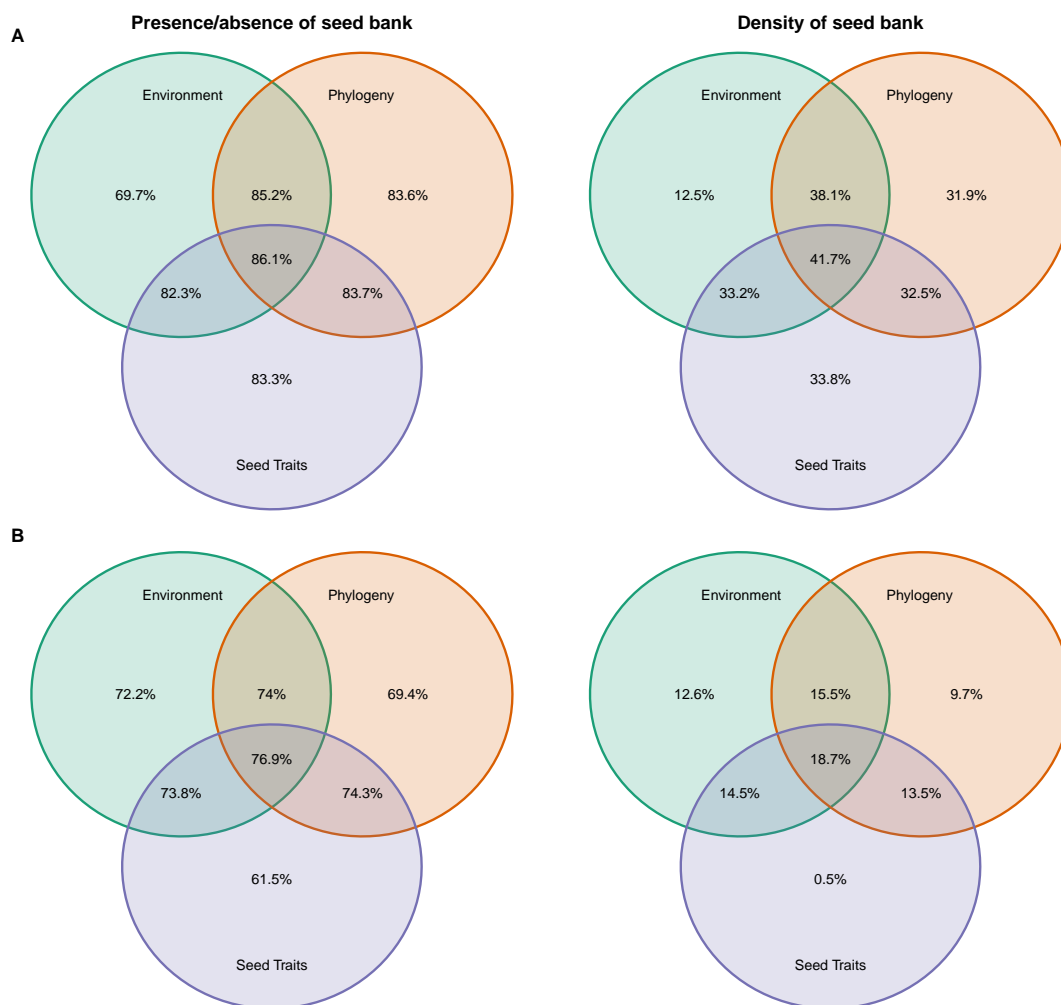 Presence/absence of seed bank
Density of seed bank
A
Environment
Phylogeny
69.7%
85.2%
83.6%
86.1%
82.3%
83.7%
83.3%
Seed Traits
Environment
Phylogeny
12.5%
38.1%
31.9%
41.7%
33.2%
32.5%
33.8%
Seed Traits
B
Environment
Phylogeny
72.2%
74%
69.4%
76.9%
73.8%
74.3%
61.5%
Seed Traits
Environment
Phylogeny
12.6%
15.5%
9.7%
18.7%
14.5%
13.5%
0.5%
Seed Traits